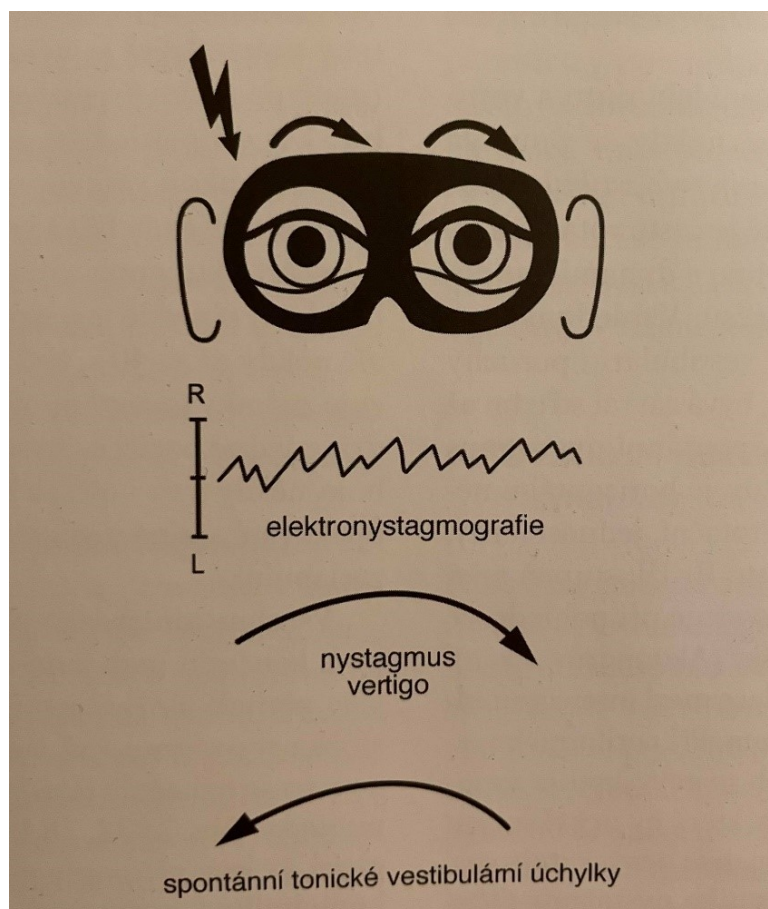 R
elektronystagmografie
L
nystagmus
vertigo
spontánní tonické vestibulární úchylky